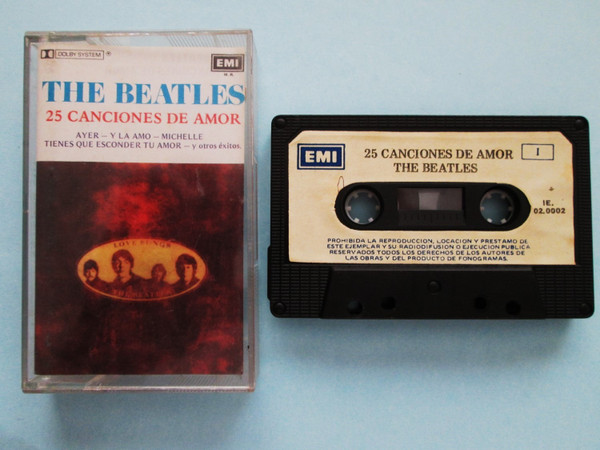 DOLBY SYSTEM
EMI
THE BEATLES
25 CANCIONES DE AMOR
AYER – Y LA AMO – MICHELLE
TIENES QUE ESCONDER TU AMOR – y otros éxitos.
LOVE SONGS
EMI
25 CANCIONES DE AMOR
THE BEATLES
I
IE.
02.0002
PROHIBIDA LA REPRODUCCION, LOCACION Y PRESTAMO DE
ESTE EJEMPLAR Y SU RADIODIFUSION O EJECUCION PUBLICA
RESERVADOS TODOS LOS DERECHOS DE LOS AUTORES DE
LAS OBRAS Y DEL PRODUCTO DE FONOGRAMAS.